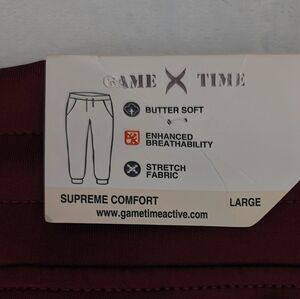 GAME X TIME
BUTTER SOFT
ENHANCED
BREATHABILITY
STRETCH
FABRIC
SUPREME COMFORT
LARGE
www.gametimeactive.com